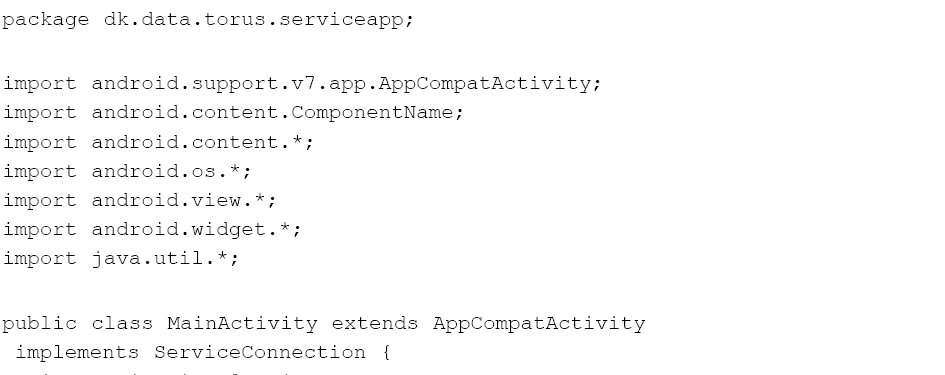 package dk.data.torus.serviceapp;
import android.support.v7.app.AppCompatActivity;
import android.content.ComponentName;
import android.content.*;
import android.os.*;
import android.view.*;
import android.widget.*;
import java.util.*;
public class MainActivity extends AppCompatActivity
implements ServiceConnection {